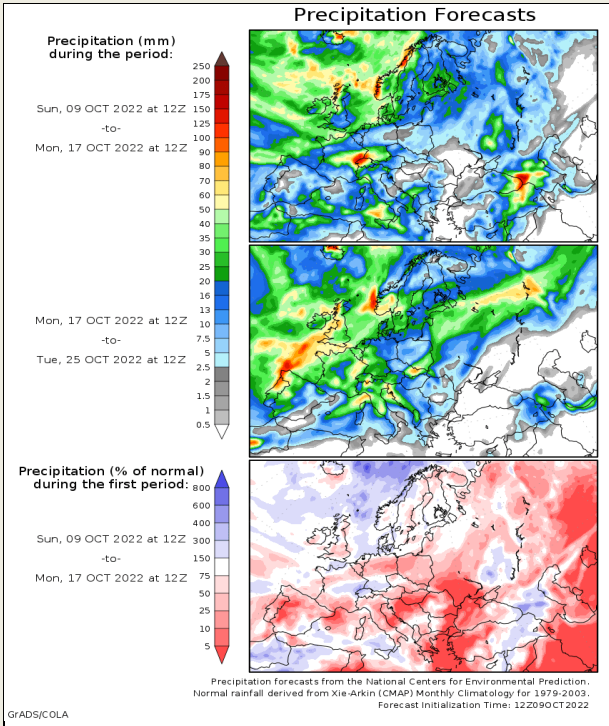 Precipitation Forecasts
Precipitation (mm)
during the period:
Sun, 09 OCT 2022 at 12Z
-to-
Mon, 17 OCT 2022 at 12Z
250
200
175
150
125
100
90
80
70
60
50
40
35
30
25
20
16
13
10
7.5
5
2.5
2
1.5
1
0.5
Mon, 17 OCT 2022 at 12Z
-to-
Tue, 25 OCT 2022 at 12Z
Precipitation (% of normal)
during the first period:
Sun, 09 OCT 2022 at 12Z
-to-
Mon, 17 OCT 2022 at 12Z
800
600
400
300
150
75
50
25
10
5
Precipitation forecasts from the National Centers for Environmental Prediction.
Normal rainfall derived from Xie-Arkin (CMAP) Monthly Climatology for 1979-2003.
Forecast Initialization Time: 12Z09OCT2022
GrADS/COLA